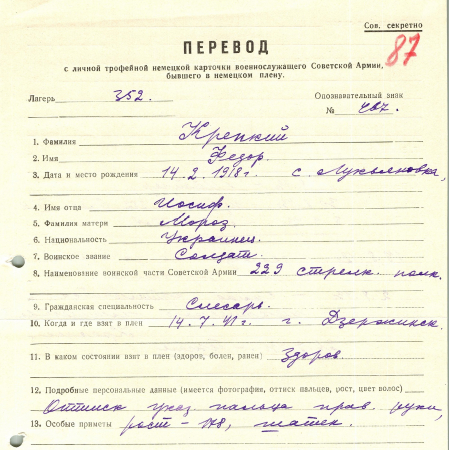 Сов. секретно
87
ПЕРЕВОД
с личной трофейной немецкой карточки военнослужащего Советской Армии,
бывшего в немецком плену.
Лагерь 352. Опознавательный знак
№ 487.
1. Фамилия Крепкий
2. Имя Федор.
3. Дата и место рождения 14. 2. 1918 г. с. Лукьяновка,
4. Имя отца Иосиф.
5. Фамилия матери Мороз
6. Национальность Украинец.
7. Воинское звание Солдат.
8. Наименование воинской части Советской Армии 229 стрелк. полк.
9. Гражданская специальность Слесарь.
10. Когда и где взят в плен 14. 7. 41 г. г. Дзержинск.
11. В каком состоянии взят в плен (здоров, болен, ранен) здоров.
12. Подробные персональные данные (имеется фотография, оттиск пальцев, рост, цвет волос)
Оттиск указ. пальца прав. руки,
13. Особые приметы рост – 178, шатен.